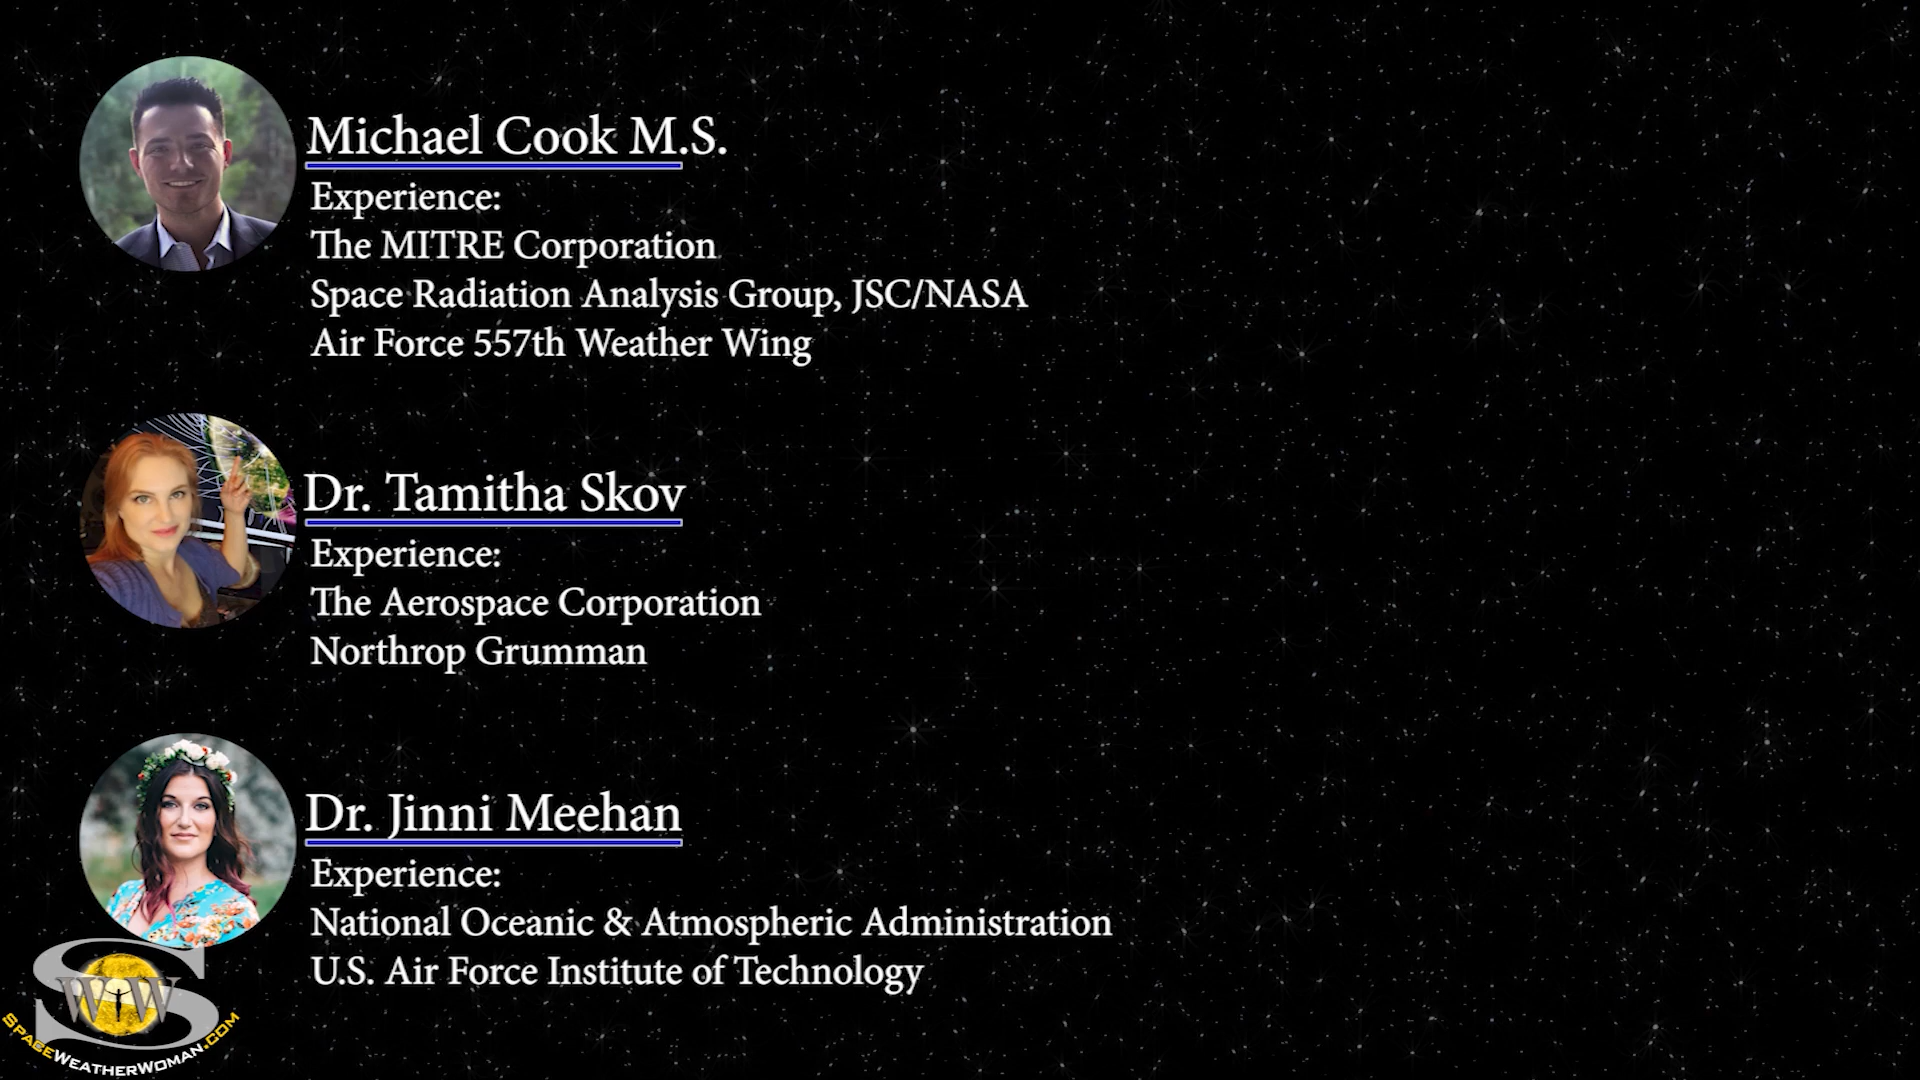 Michael Cook M.S.
Experience:
The MITRE Corporation
Space Radiation Analysis Group, JSC/NASA
Air Force 557th Weather Wing
Dr. Tamitha Skov
Experience:
The Aerospace Corporation
Northrop Grumman
Dr. Jinni Meehan
Experience:
National Oceanic & Atmospheric Administration
U.S. Air Force Institute of Technology
S
WW
SPACEWEATHERWOMAN.COM